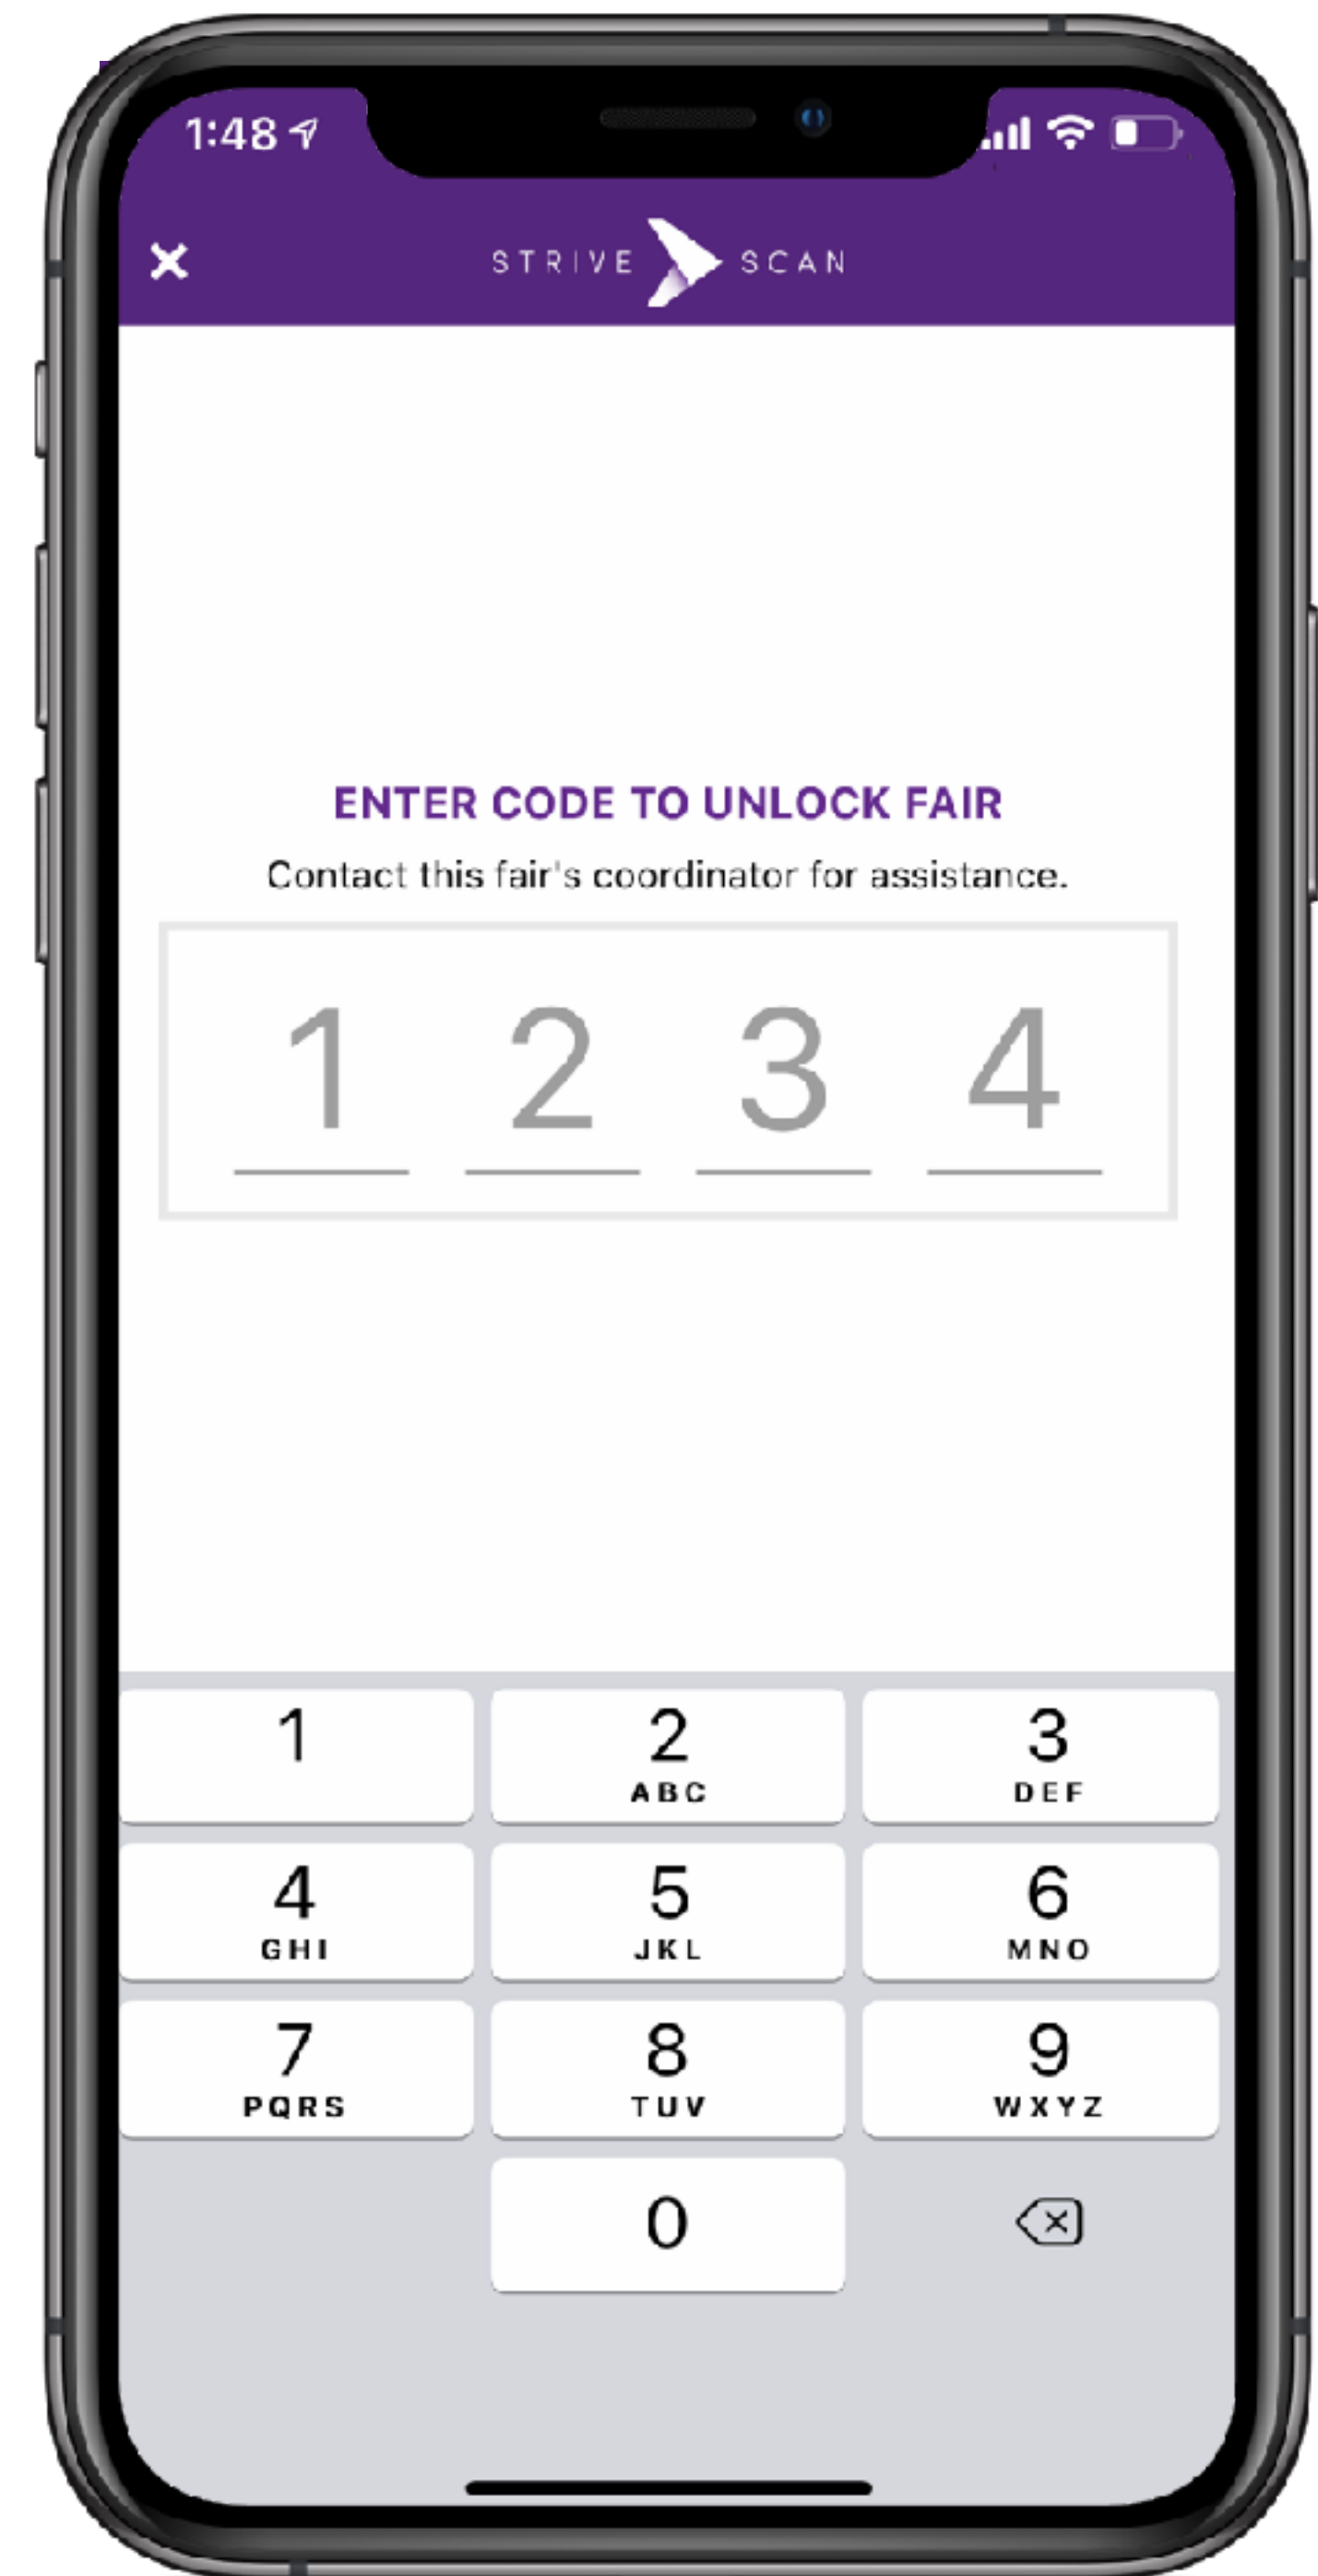 1:48
STRIVE SCAN
ENTER CODE TO UNLOCK FAIR
Contact this fair's coordinator for assistance.
1 2 3 4
1 2 3
ABC DEF
4 5 6
GHI JKL MNO
7 8 9
PQRS TUV WXYZ
0